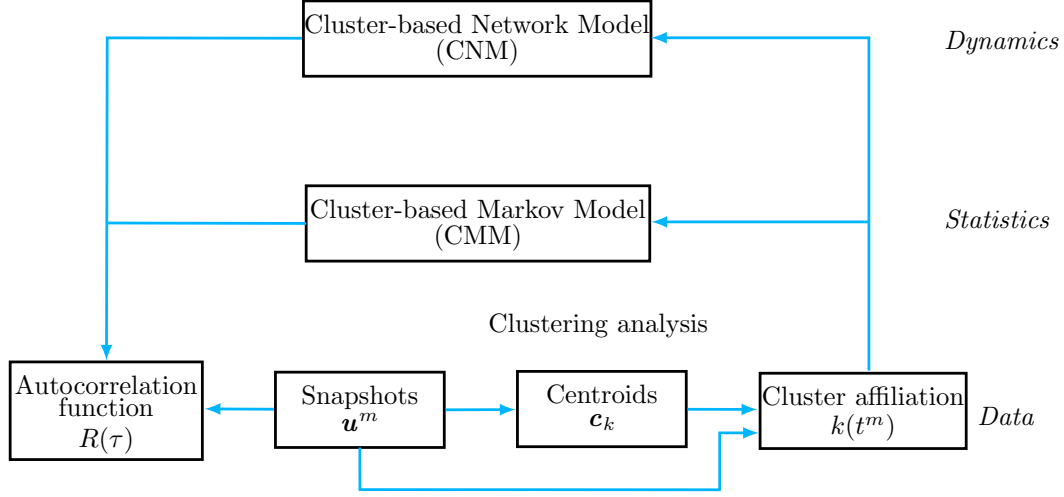 Cluster-based Network Model
(CNM)
Dynamics
Cluster-based Markov Model
(CMM)
Statistics
Clustering analysis
Autocorrelation
function
R(τ)
Snapshots
u^m
Centroids
c_k
Cluster affiliation
k(t^m)
Data